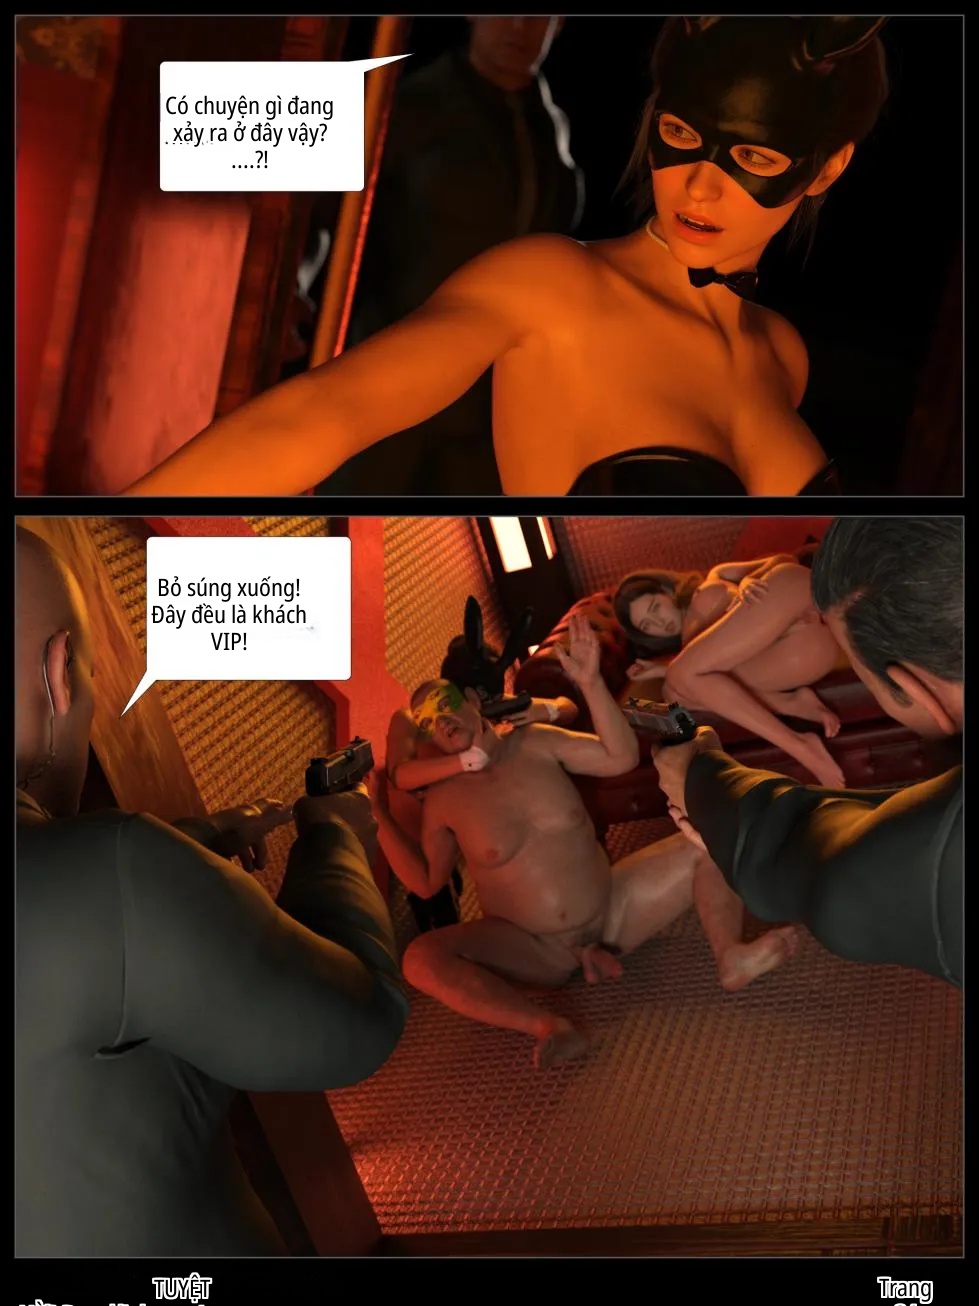 Có chuyện gì đang
xảy ra ở đây vậy?
....?!
Bỏ súng xuống!
Đây đều là khách
VIP!
TUYỆT
Trang